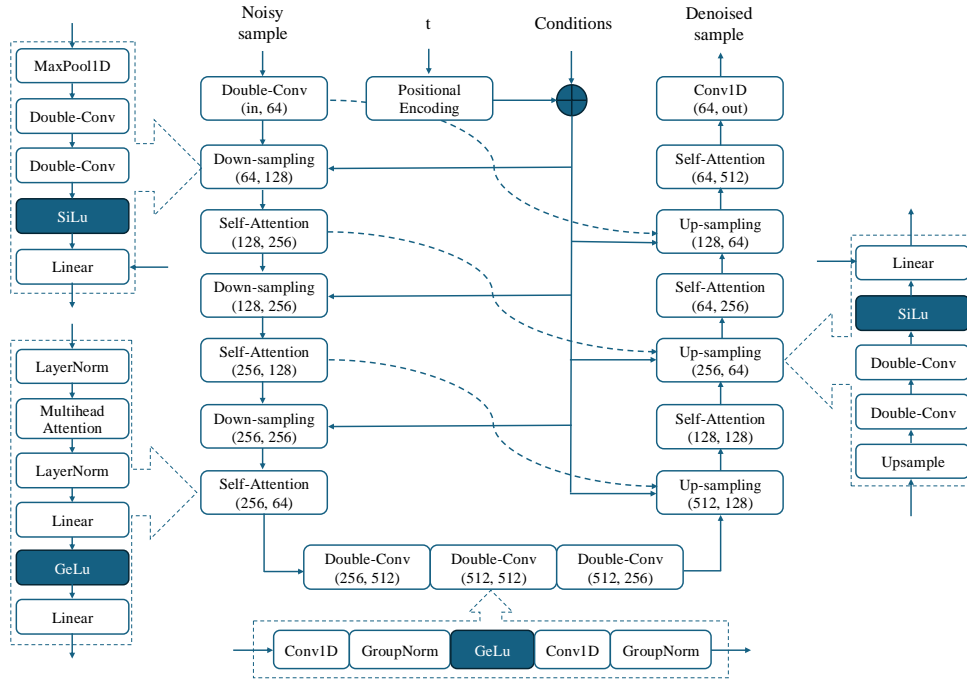 Noisy
sample
t
Conditions
Denoised
sample
MaxPool1D
Double-Conv
Double-Conv
SiLu
Linear
LayerNorm
Multihead
Attention
LayerNorm
Linear
GeLu
Linear
Double-Conv
(in, 64)
Down-sampling
(64, 128)
Self-Attention
(128, 256)
Down-sampling
(128, 256)
Self-Attention
(256, 128)
Down-sampling
(256, 256)
Self-Attention
(256, 64)
Positional
Encoding
Double-Conv
(256, 512)
Double-Conv
(512, 512)
Double-Conv
(512, 256)
Conv1D
GroupNorm
GeLu
Conv1D
GroupNorm
Conv1D
(64, out)
Self-Attention
(64, 512)
Up-sampling
(128, 64)
Self-Attention
(64, 256)
Up-sampling
(256, 64)
Self-Attention
(128, 128)
Up-sampling
(512, 128)
Linear
SiLu
Double-Conv
Double-Conv
Upsample